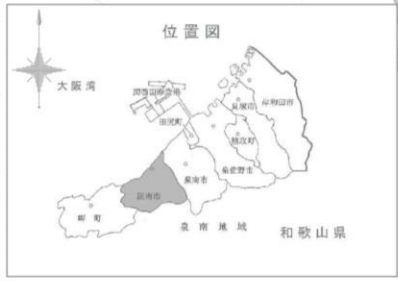 位置図
大阪湾
関西国際空港
田尻町
貝塚市
岸和田市
熊取町
泉佐野市
泉南市
阪南市
岬町
泉南地域
和歌山県